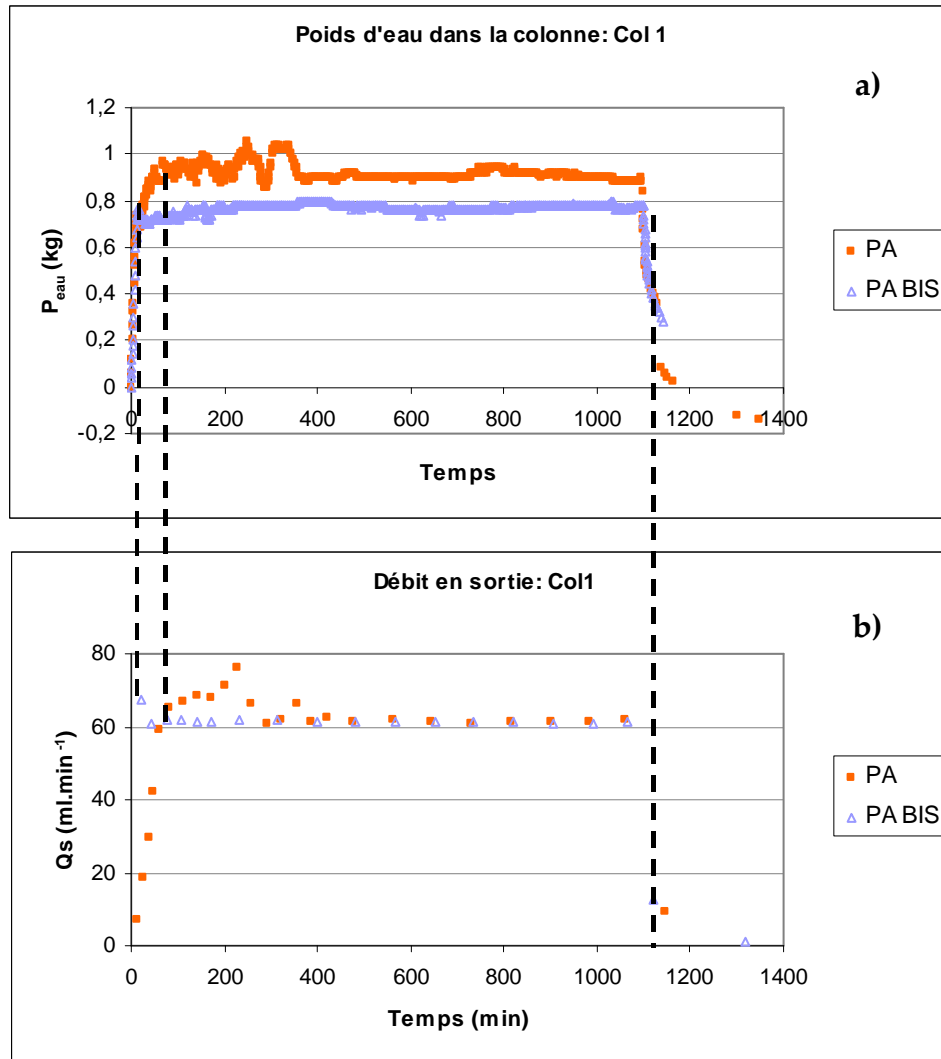 Poids d'eau dans la colonne: Col 1
a)
1,2
1
0,8
0,6
0,4
0,2
0
-0,2
P eau (kg)
0 200 400 600 800 1000 1200 1400
Temps
PA
PA BIS
Débit en sortie: Col1
b)
80
60
40
20
0
Qs (ml.min -1)
0 200 400 600 800 1000 1200 1400
Temps (min)
PA
PA BIS